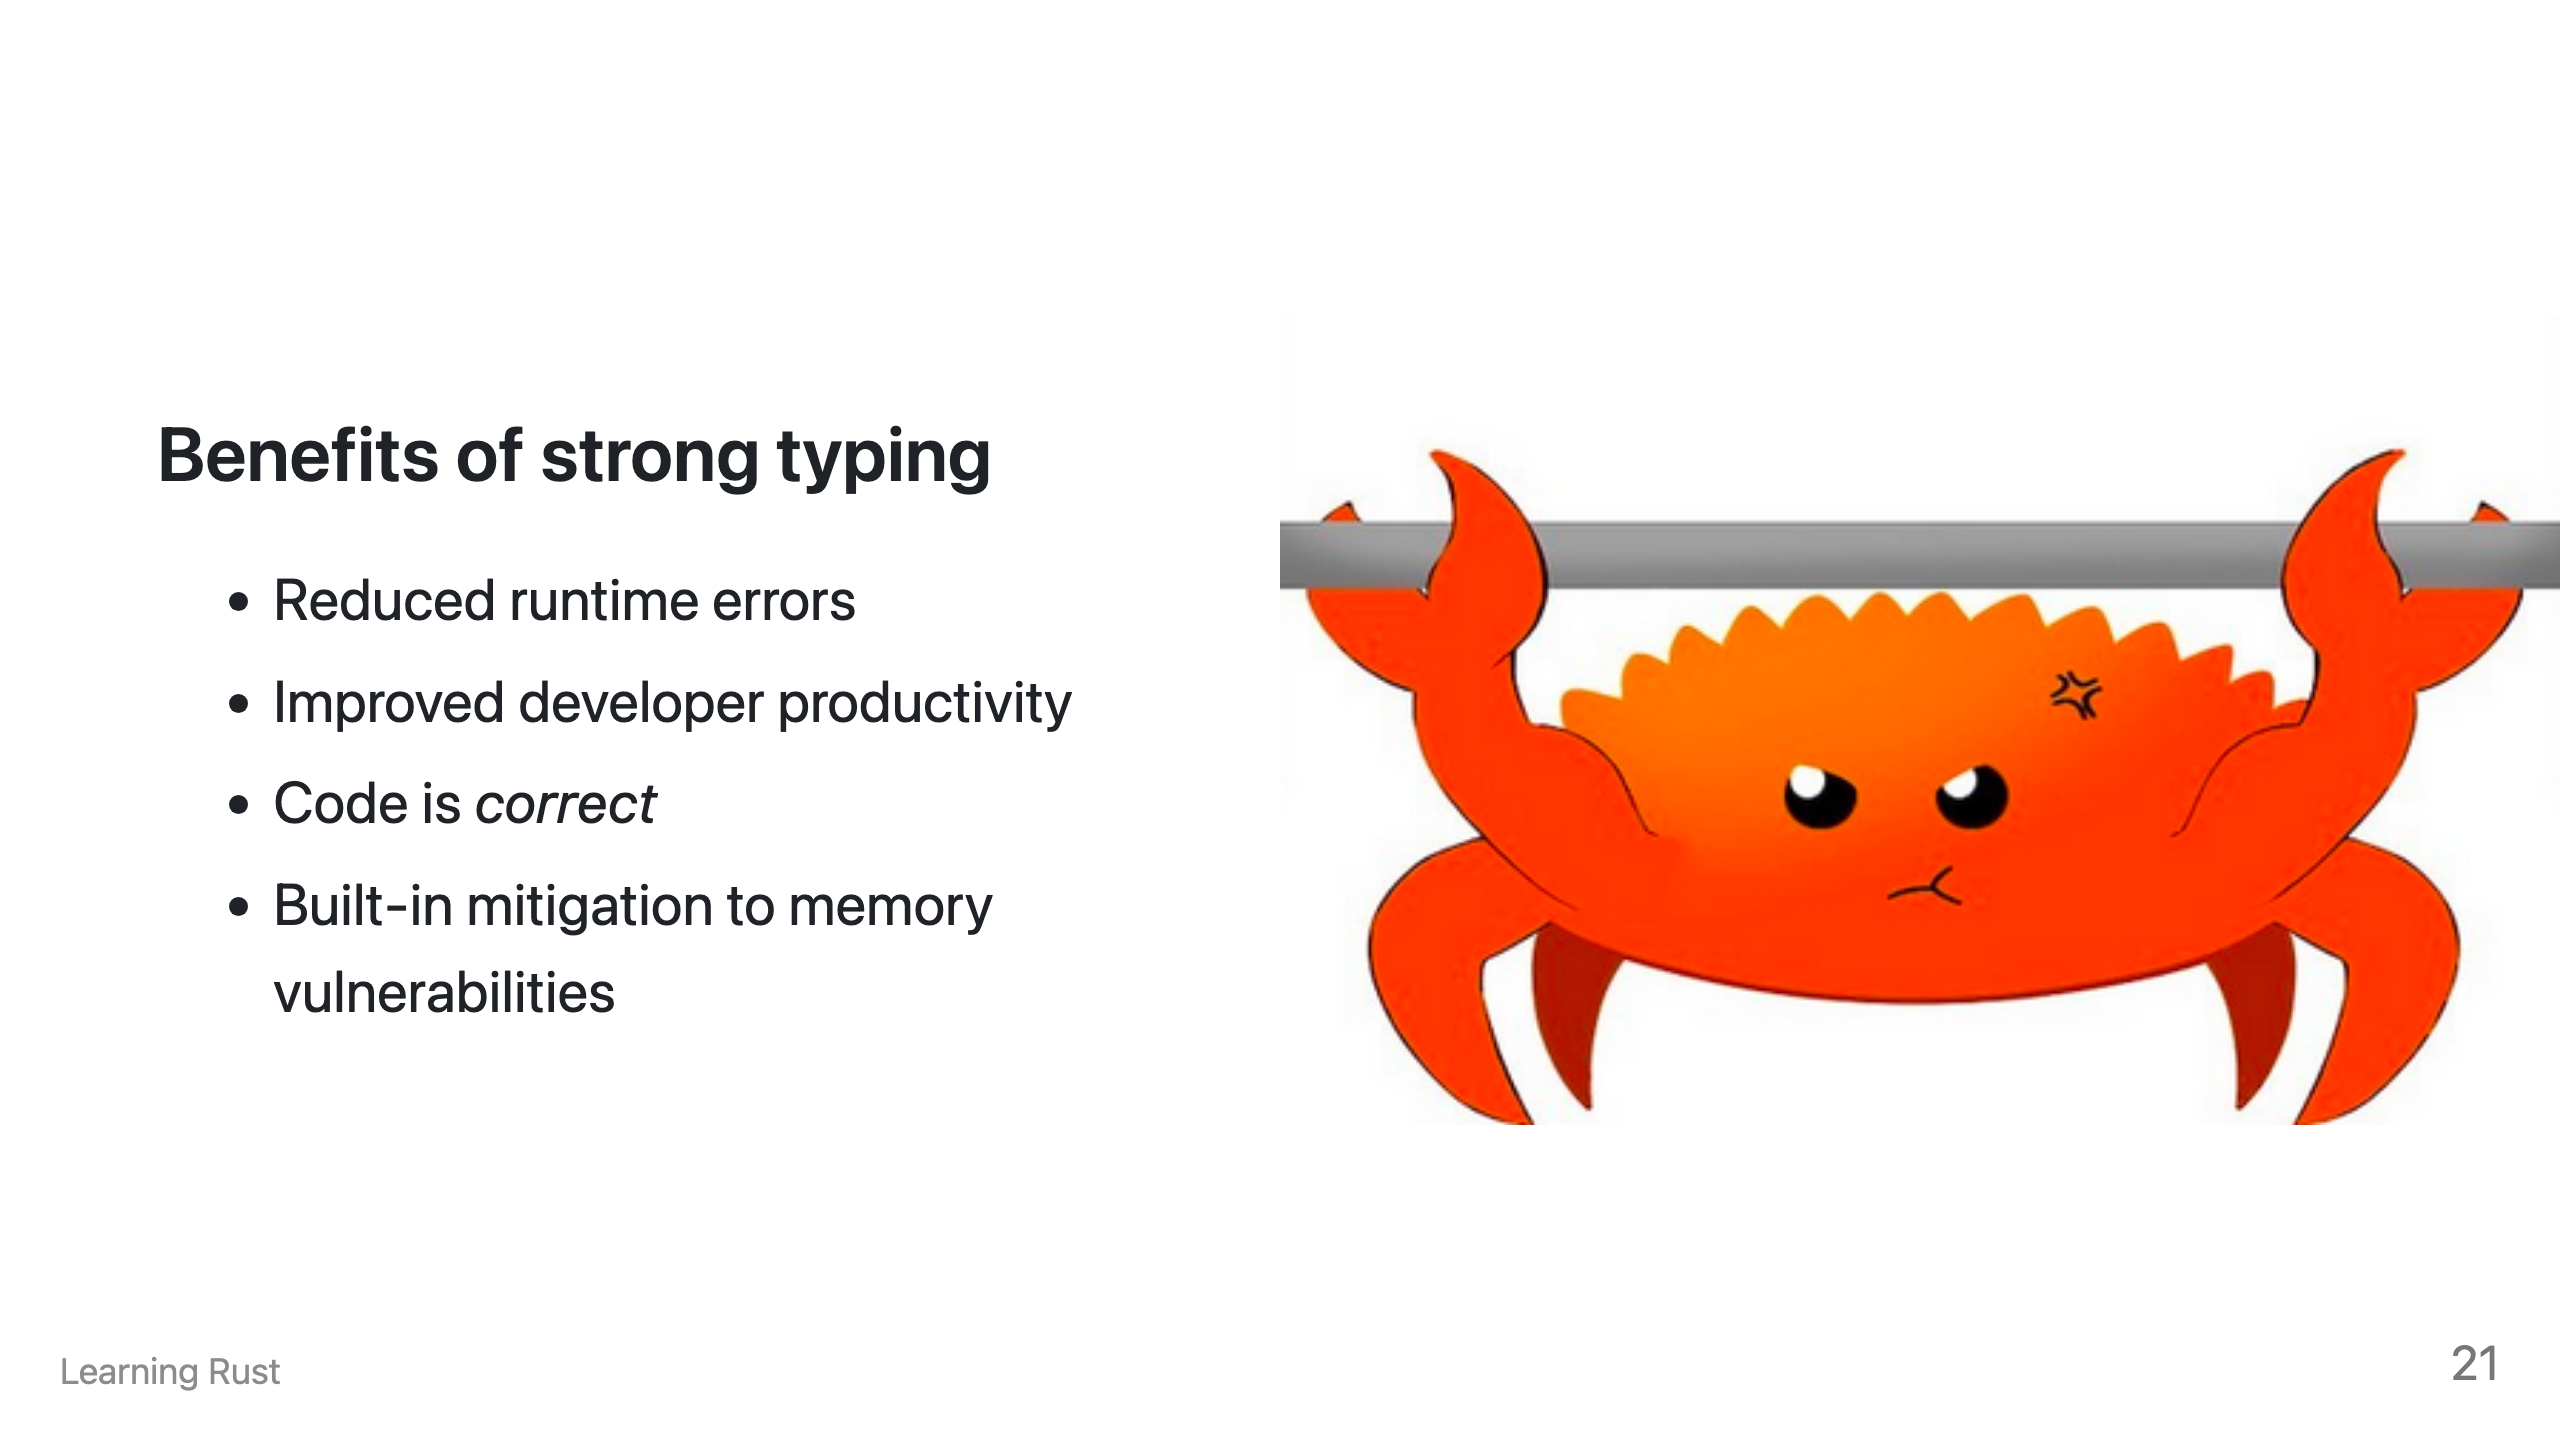 Benefits of strong typing
Reduced runtime errors
Improved developer productivity
Code is correct
Built-in mitigation to memory
vulnerabilities
Learning Rust
21